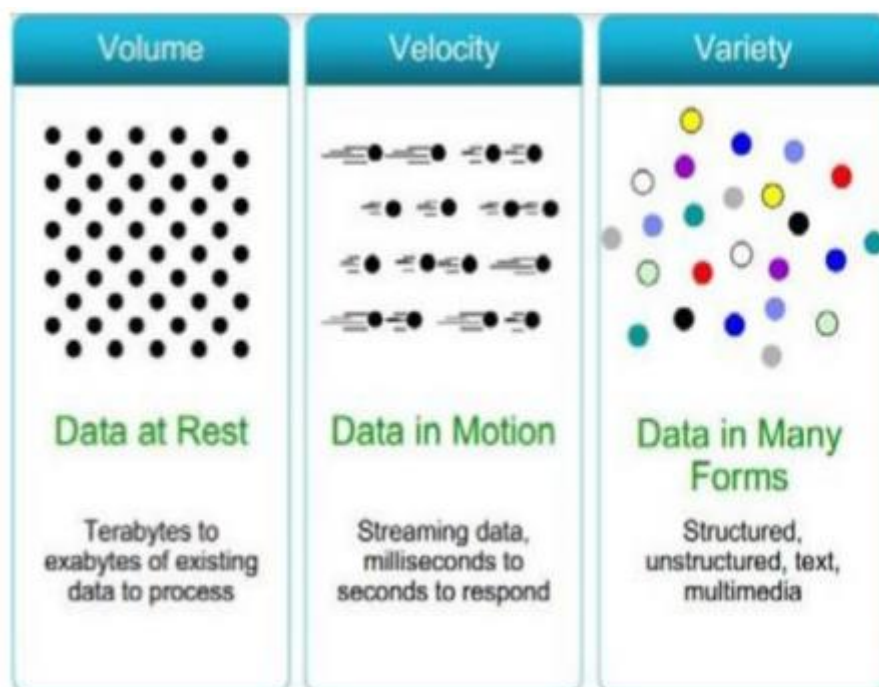 Volume
Data at Rest
Terabytes to
exabytes of existing
data to process
Velocity
Data in Motion
Streaming data,
milliseconds to
seconds to respond
Variety
Data in Many
Forms
Structured,
unstructured, text,
multimedia